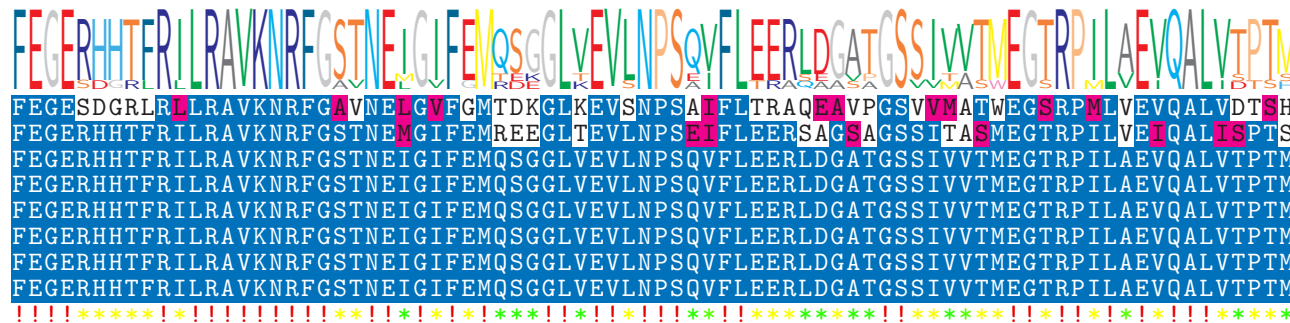 FEGERHHTFRILRAVKNRFGSTNEIGIFEMQSGGLVEVLNPSQVFLEERLDGATGSSIVVTMEGTRPILAEVQALVTPTM
FEGESDGRLRLLRAVKNRFGAVNELGVFGMTDKGLKEVSNPSAIFLTRAQEAVPGSVVMATWEGSRPMLVEVQALVDTSH
FEGERHHTFRILRAVKNRFGSTNEMGIFEMREEGLTEVLNPSEIFLEERSAGSAGSSITASMEGTRPILVEIQALISPTS
FEGERHHTFRILRAVKNRFGSTNEIGIFEMQSGGLVEVLNPSQVFLEERLDGATGSSIVVTMEGTRPILAEVQALVTPTM
FEGERHHTFRILRAVKNRFGSTNEIGIFEMQSGGLVEVLNPSQVFLEERLDGATGSSIVVTMEGTRPILAEVQALVTPTM
FEGERHHTFRILRAVKNRFGSTNEIGIFEMQSGGLVEVLNPSQVFLEERLDGATGSSIVVTMEGTRPILAEVQALVTPTM
FEGERHHTFRILRAVKNRFGSTNEIGIFEMQSGGLVEVLNPSQVFLEERLDGATGSSIVVTMEGTRPILAEVQALVTPTM
FEGERHHTFRILRAVKNRFGSTNEIGIFEMQSGGLVEVLNPSQVFLEERLDGATGSSIVVTMEGTRPILAEVQALVTPTM
FEGERHHTFRILRAVKNRFGSTNEIGIFEMQSGGLVEVLNPSQVFLEERLDGATGSSIVVTMEGTRPILAEVQALVTPTM
!!!!*****!*!!!!!!!!!**!!*!*!*!***!!*!!*!!!**!!********!!******!!*!!*!*!*!!!*****